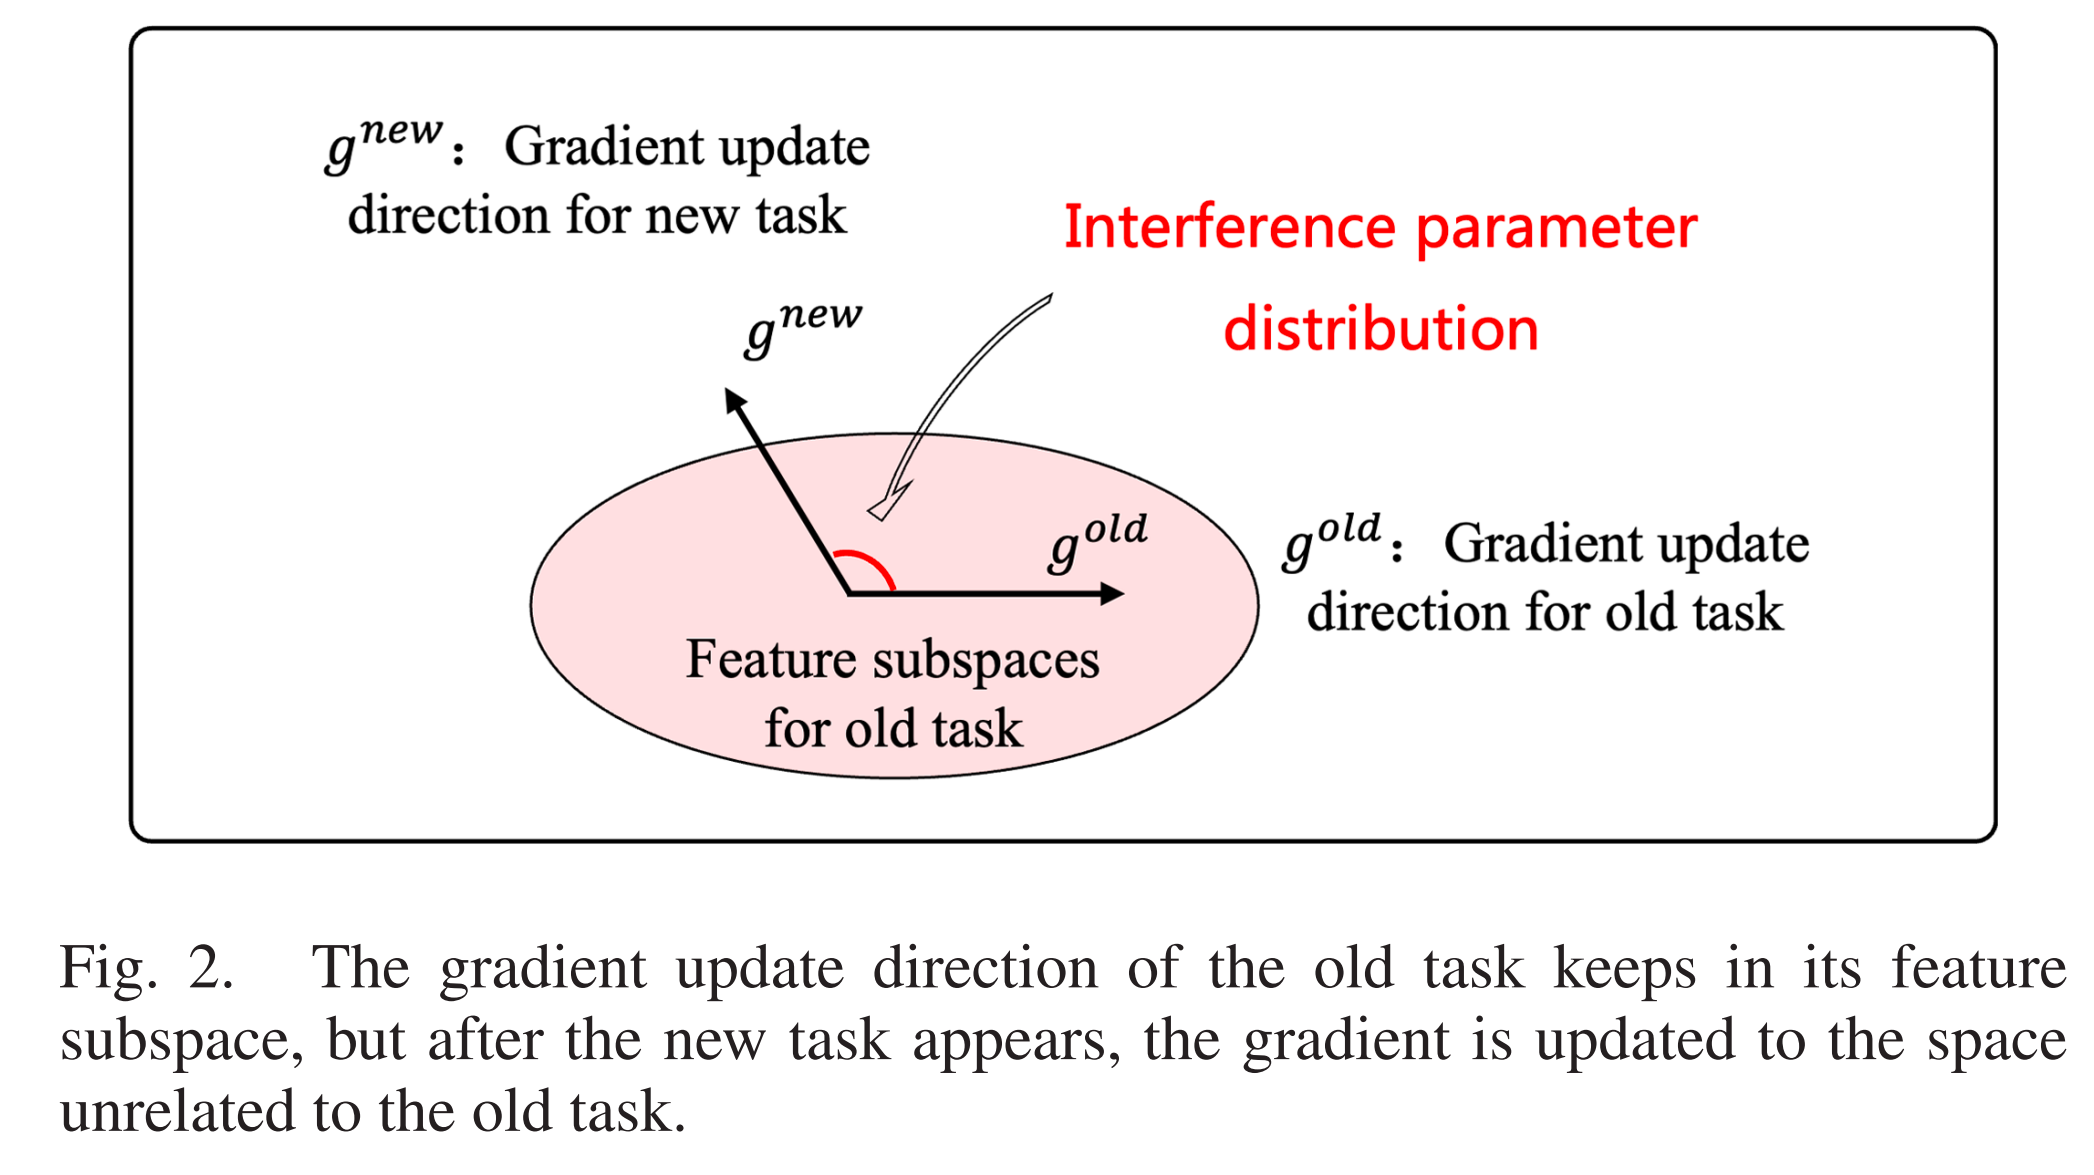 g^new： Gradient update
direction for new task
Interference parameter
distribution
g^new
g^old
g^old： Gradient update
direction for old task
Feature subspaces
for old task
Fig. 2. The gradient update direction of the old task keeps in its feature
subspace, but after the new task appears, the gradient is updated to the space
unrelated to the old task.